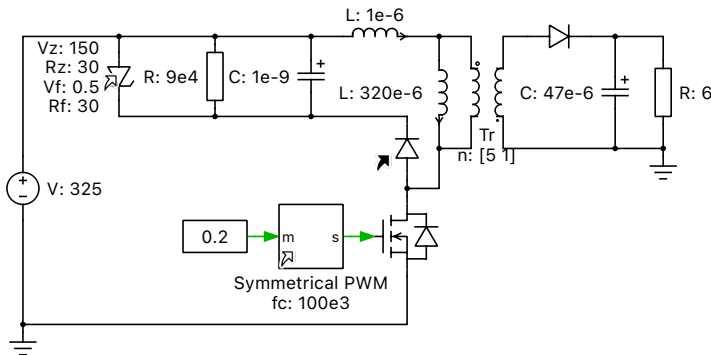 L: 1e-6
Vz: 150
Rz: 30
Vf: 0.5
Rf: 30
R: 9e4
C: 1e-9
+
L: 320e-6
Tr
n: [5 1]
C: 47e-6
+
R: 6
+
−
V: 325
0.2
m
s
Symmetrical PWM
fc: 100e3